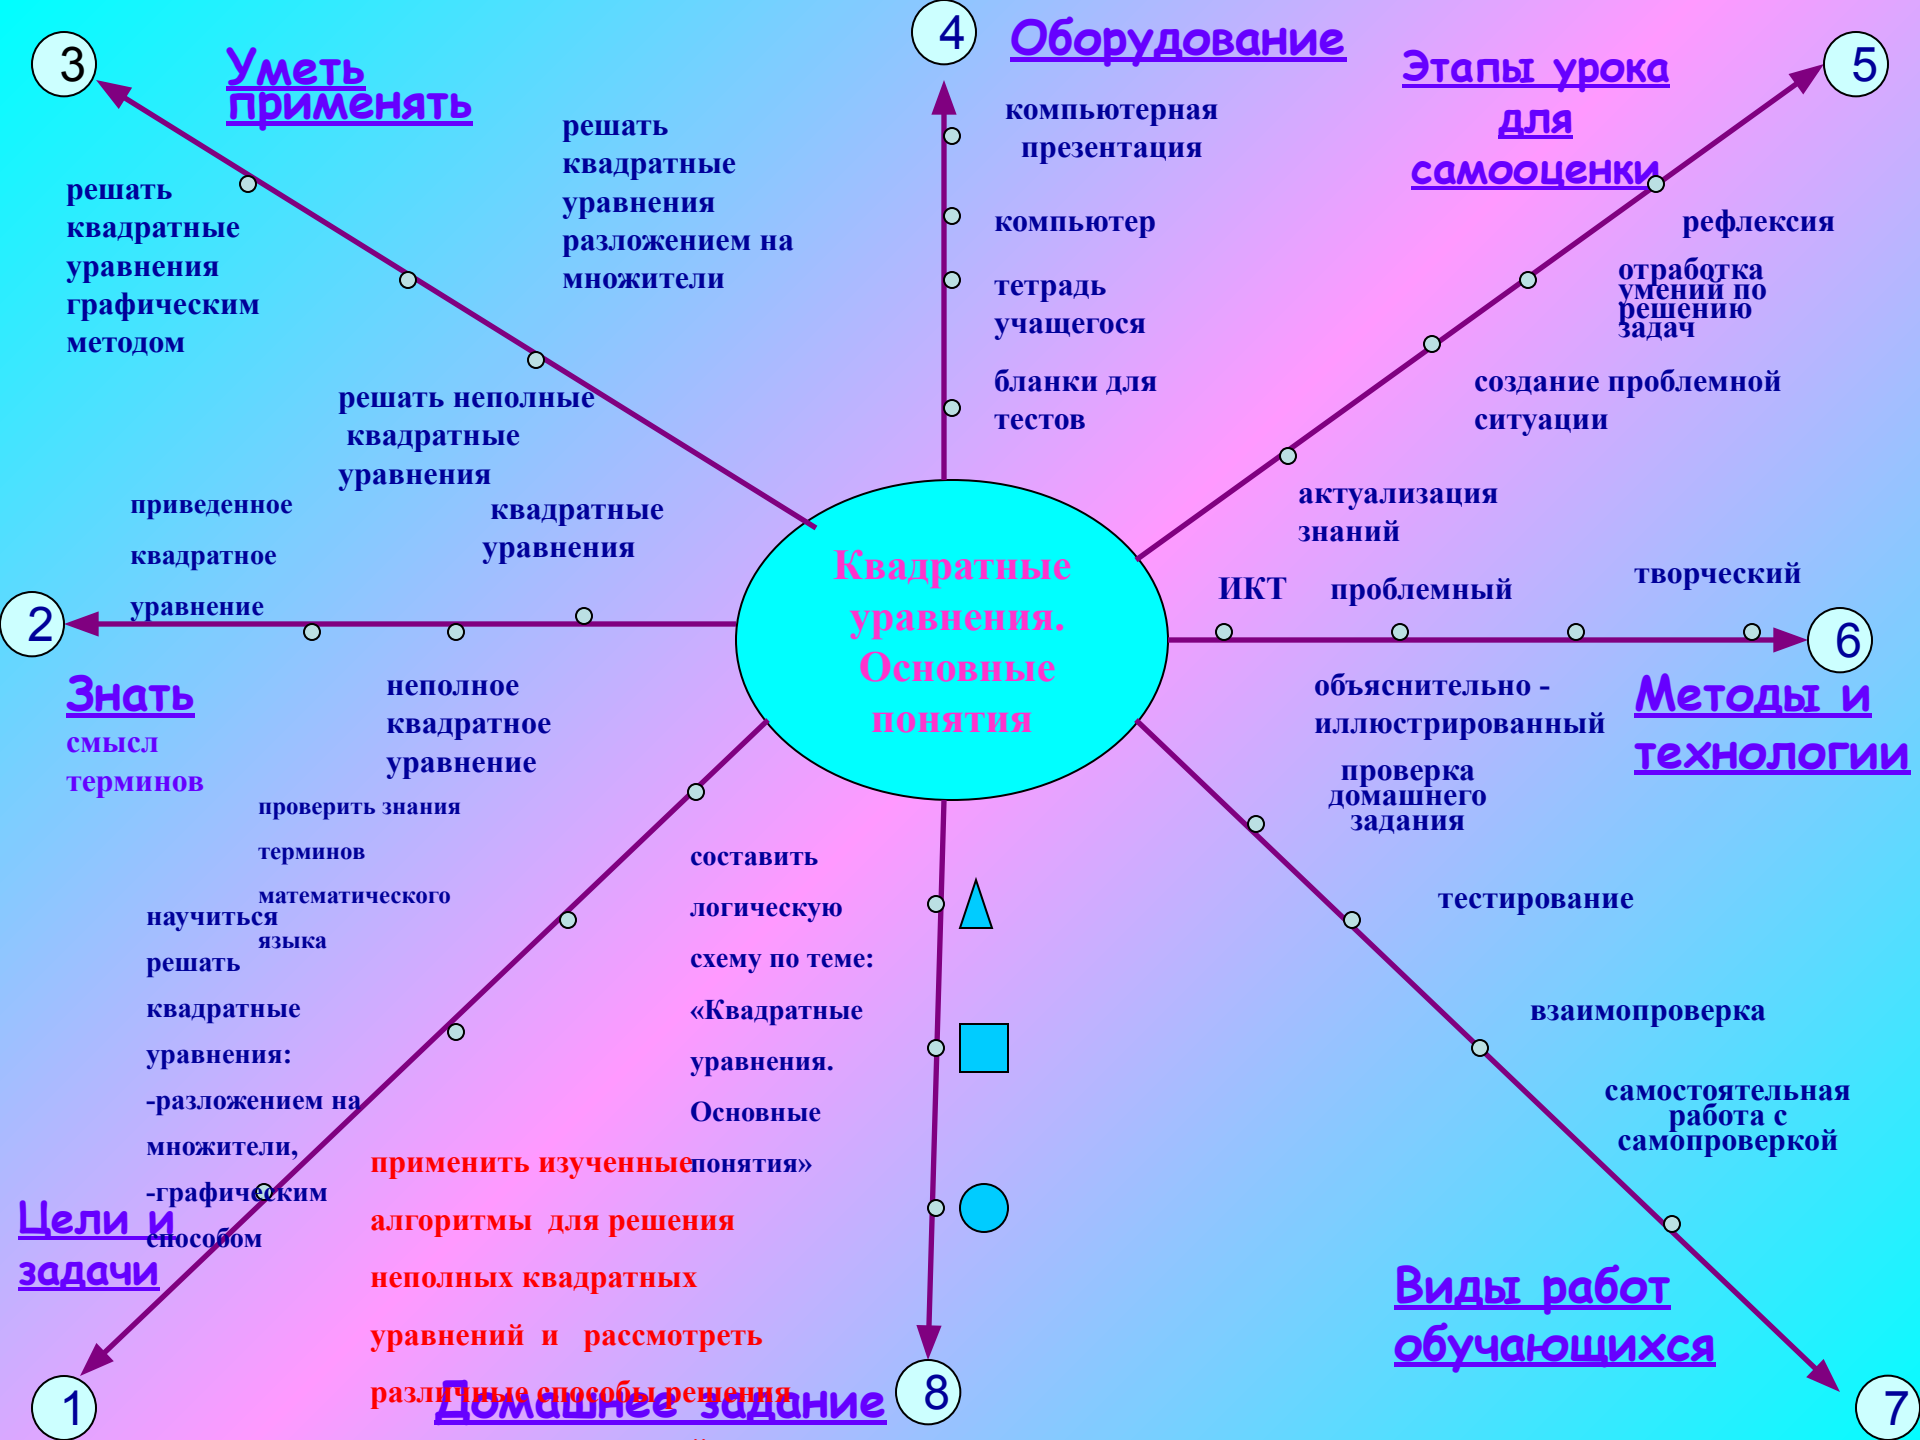 3
Уметь
применять
решать
квадратные
уравнения
графическим
методом
решать
квадратные
уравнения
разложением на
множители
решать неполные
квадратные
уравнения
4
Оборудование
компьютерная
презентация
компьютер
тетрадь
учащегося
бланки для
тестов
5
Этапы урока
для
самооценки
рефлексия
отработка
умений по
решению
задач
создание проблемной
ситуации
актуализация
знаний
2
приведенное
квадратное
уравнение
квадратные
уравнения
Знать
смысл
терминов
неполное
квадратное
уравнение
Квадратные
уравнения.
Основные
понятия
6
ИКТ
проблемный
творческий
объяснительно -
иллюстрированный
Методы и
технологии
проверить знания
терминов
математического
языка
научиться
решать
квадратные
уравнения:
-разложением на
множители,
-графическим
способом
Цели и
задачи
1
применить изученные
алгоритмы для решения
неполных квадратных
уравнений и рассмотреть
различные способы решения
составить
логическую
схему по теме:
«Квадратные
уравнения.
Основные
понятия»
Домашнее задание
8
проверка
домашнего
задания
тестирование
взаимопроверка
самостоятельная
работа с
самопроверкой
Виды работ
обучающихся
7